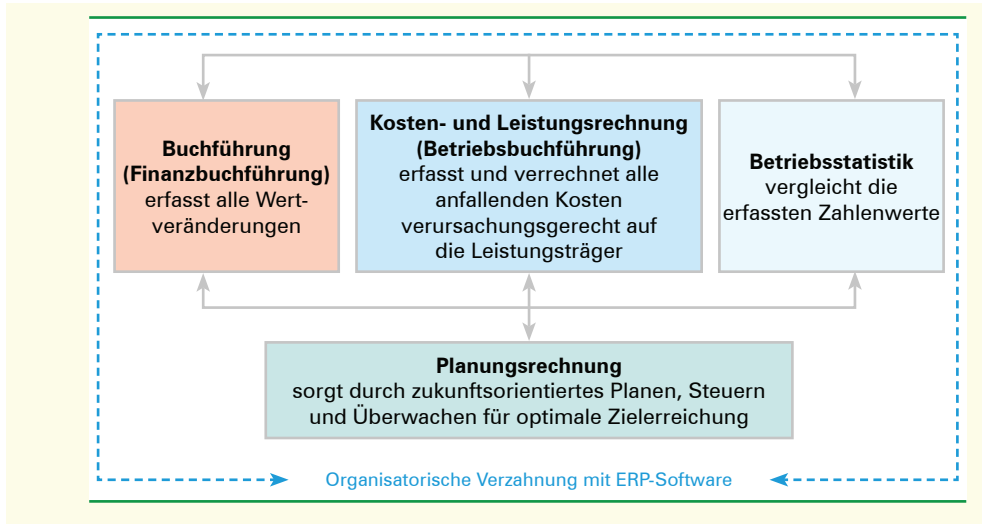 Buchführung
(Finanzbuchführung)
erfasst alle Wert-
veränderungen
Kosten- und Leistungsrechnung
(Betriebsbuchführung)
erfasst und verrechnet alle
anfallenden Kosten
verursachungsgerecht auf
die Leistungsträger
Betriebsstatistik
vergleicht die
erfassten Zahlenwerte
Planungsrechnung
sorgt durch zukunftsorientiertes Planen, Steuern
und Überwachen für optimale Zielerreichung
Organisatorische Verzahnung mit ERP-Software